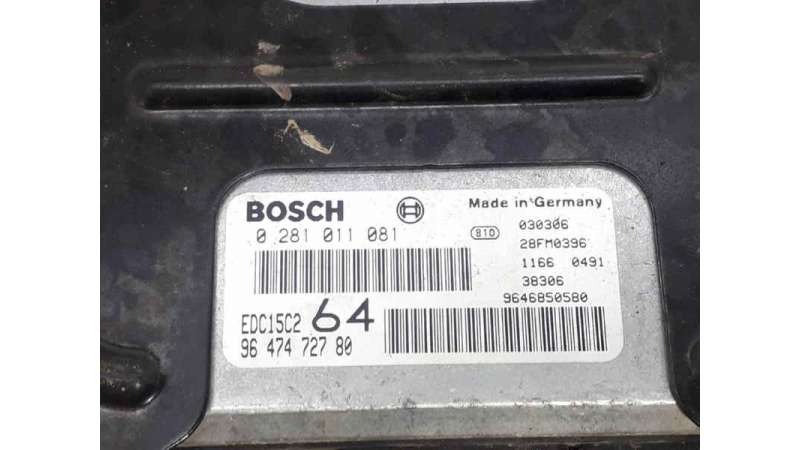 BOSCH
0 281 011 081
EDC15C2 64
96 474 727 80
Made in Germany
810 030306
28FM0396
1166 0491
38306
9646850580